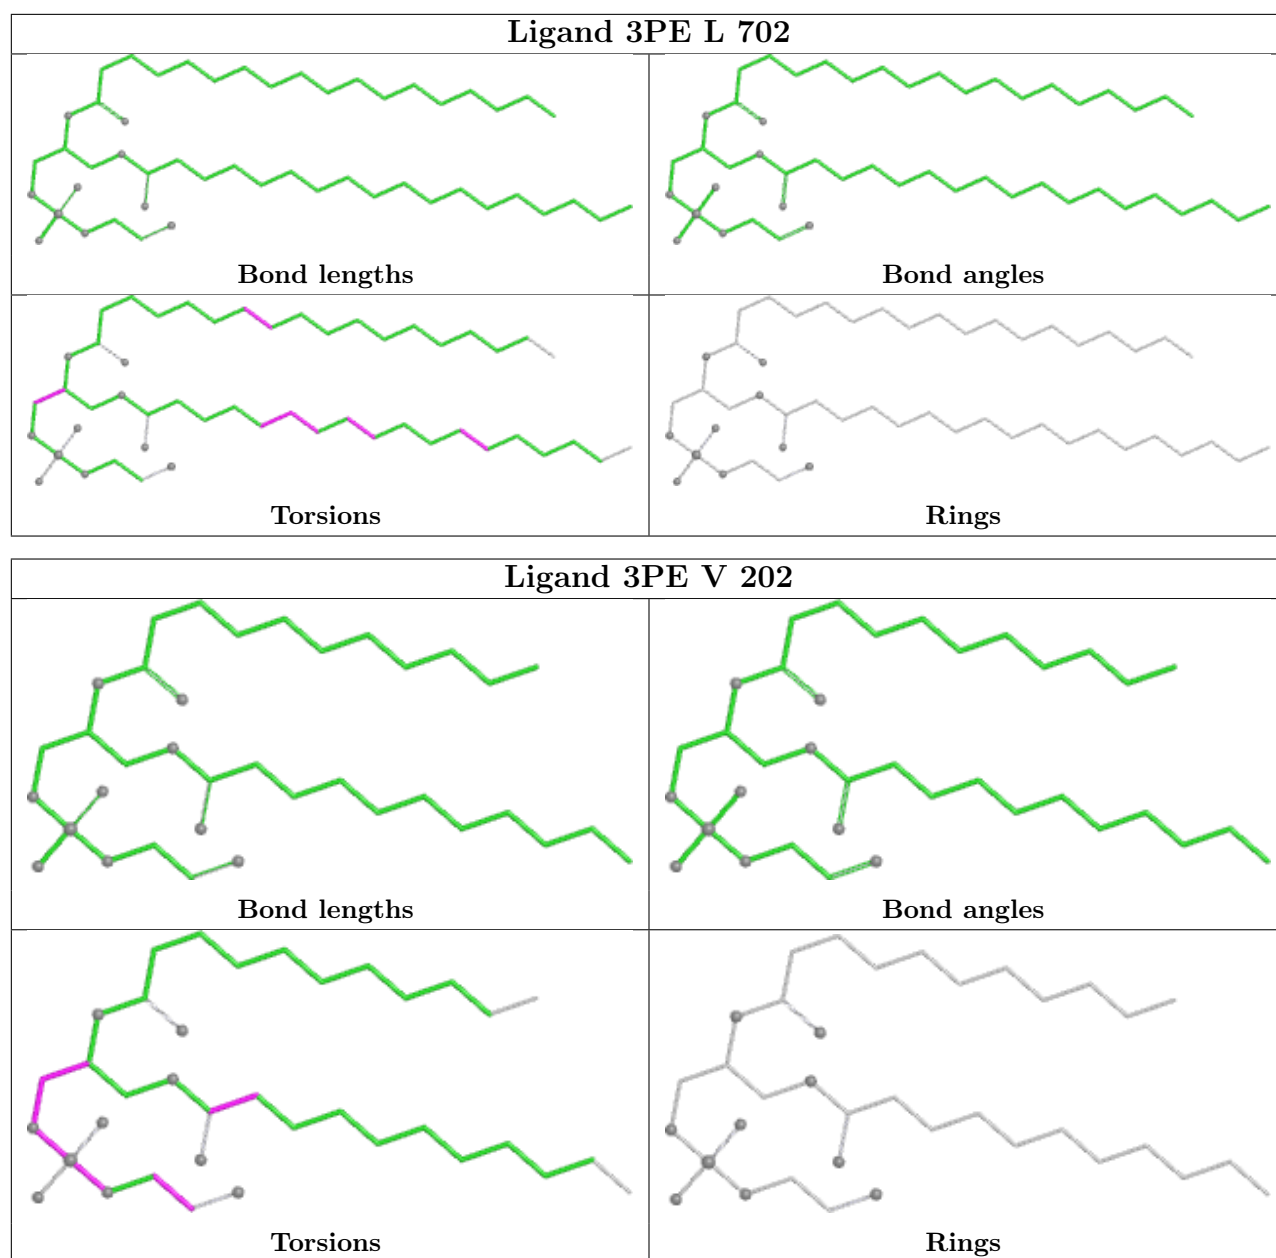 Ligand 3PE L 702
Bond lengths
Bond angles
Torsions
Rings
Ligand 3PE V 202
Bond lengths
Bond angles
Torsions
Rings